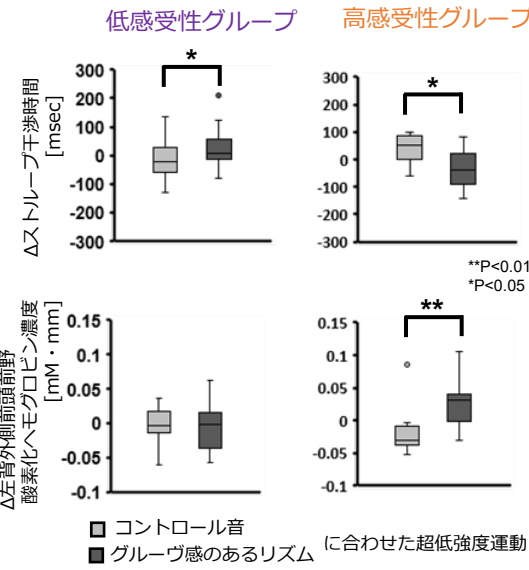 低感受性グループ
高感受性グループ
Δストループ干渉時間
[msec]
*
300
200
100
0
-100
-200
-300
*
300
200
100
0
-100
-200
-300
**P<0.01
*P<0.05
Δ左背外側前頭前野
酸素化ヘモグロビン濃度
[mM・mm]
0.15
0.1
0.05
0
-0.05
-0.1
**
0.15
0.1
0.05
0
-0.05
-0.1
コントロール音
グルーヴ感のあるリズム
に合わせた超低強度運動